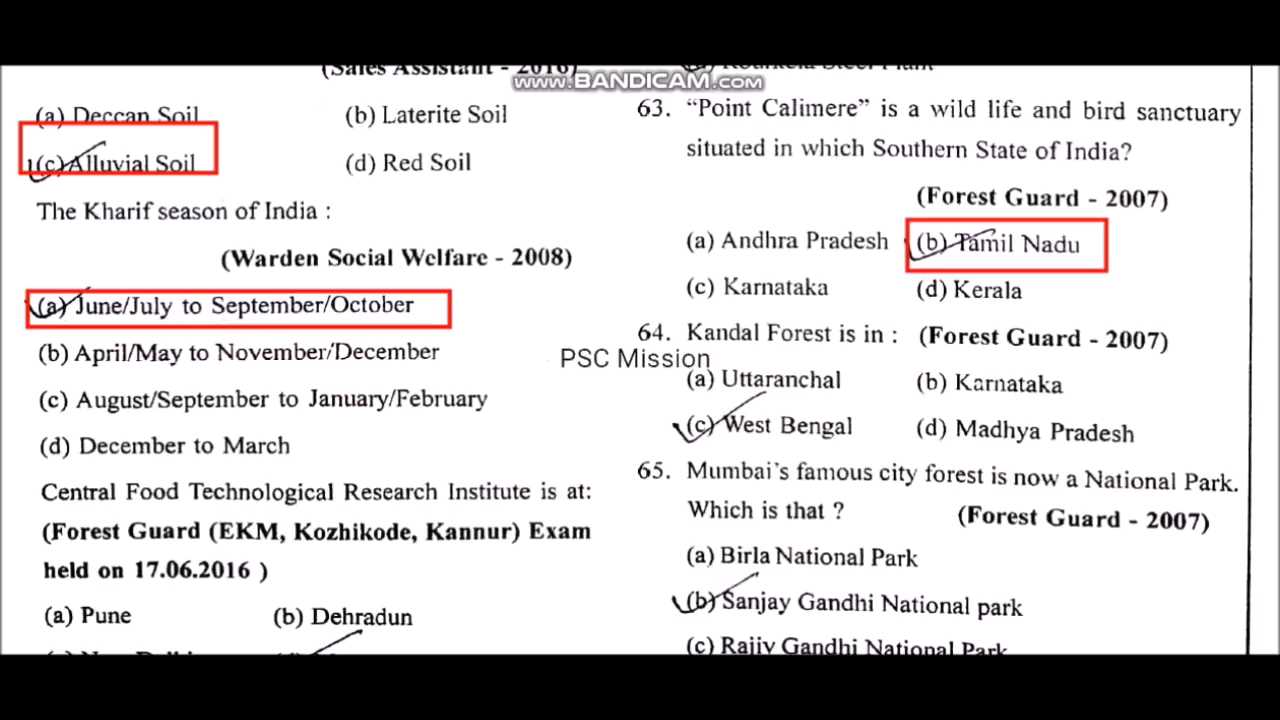 (Sales Assistant - 2016)
www.BANDICAM.com
(a) Deccan Soil (b) Laterite Soil
(c) Alluvial Soil (d) Red Soil
The Kharif season of India :
(Warden Social Welfare - 2008)
(a) June/July to September/October
(b) April/May to November/December
(c) August/September to January/February
(d) December to March
Central Food Technological Research Institute is at:
(Forest Guard (EKM, Kozhikode, Kannur) Exam
held on 17.06.2016 )
(a) Pune (b) Dehradun
Rourkela Steel Plant
63. “Point Calimere” is a wild life and bird sanctuary
situated in which Southern State of India?
(Forest Guard - 2007)
(a) Andhra Pradesh (b) Tamil Nadu
(c) Karnataka (d) Kerala
64. Kandal Forest is in : (Forest Guard - 2007)
PSC Mission
(a) Uttaranchal (b) Karnataka
(c) West Bengal (d) Madhya Pradesh
65. Mumbai's famous city forest is now a National Park.
Which is that ? (Forest Guard - 2007)
(a) Birla National Park
(b) Sanjay Gandhi National park
(c) Rajiv Gandhi National Park